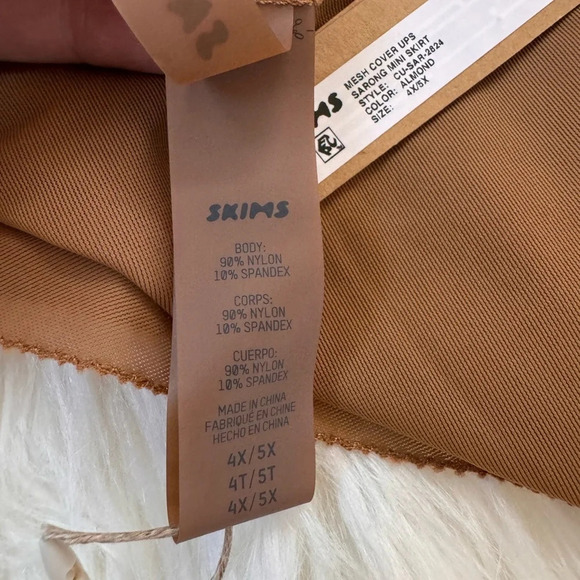 SKIMS
BODY:
90% NYLON
10% SPANDEX
CORPS:
90% NYLON
10% SPANDEX
CUERPO:
90% NYLON
10% SPANDEX
MADE IN CHINA
FABRIQUÉ EN CHINE
HECHO EN CHINA
4X/5X
4T/5T
4X/5X
MESH COVER UPS
SARONG MINI SKIRT
STYLE: CU-SAR-2824
COLOR: ALMOND
SIZE: 4X/5X